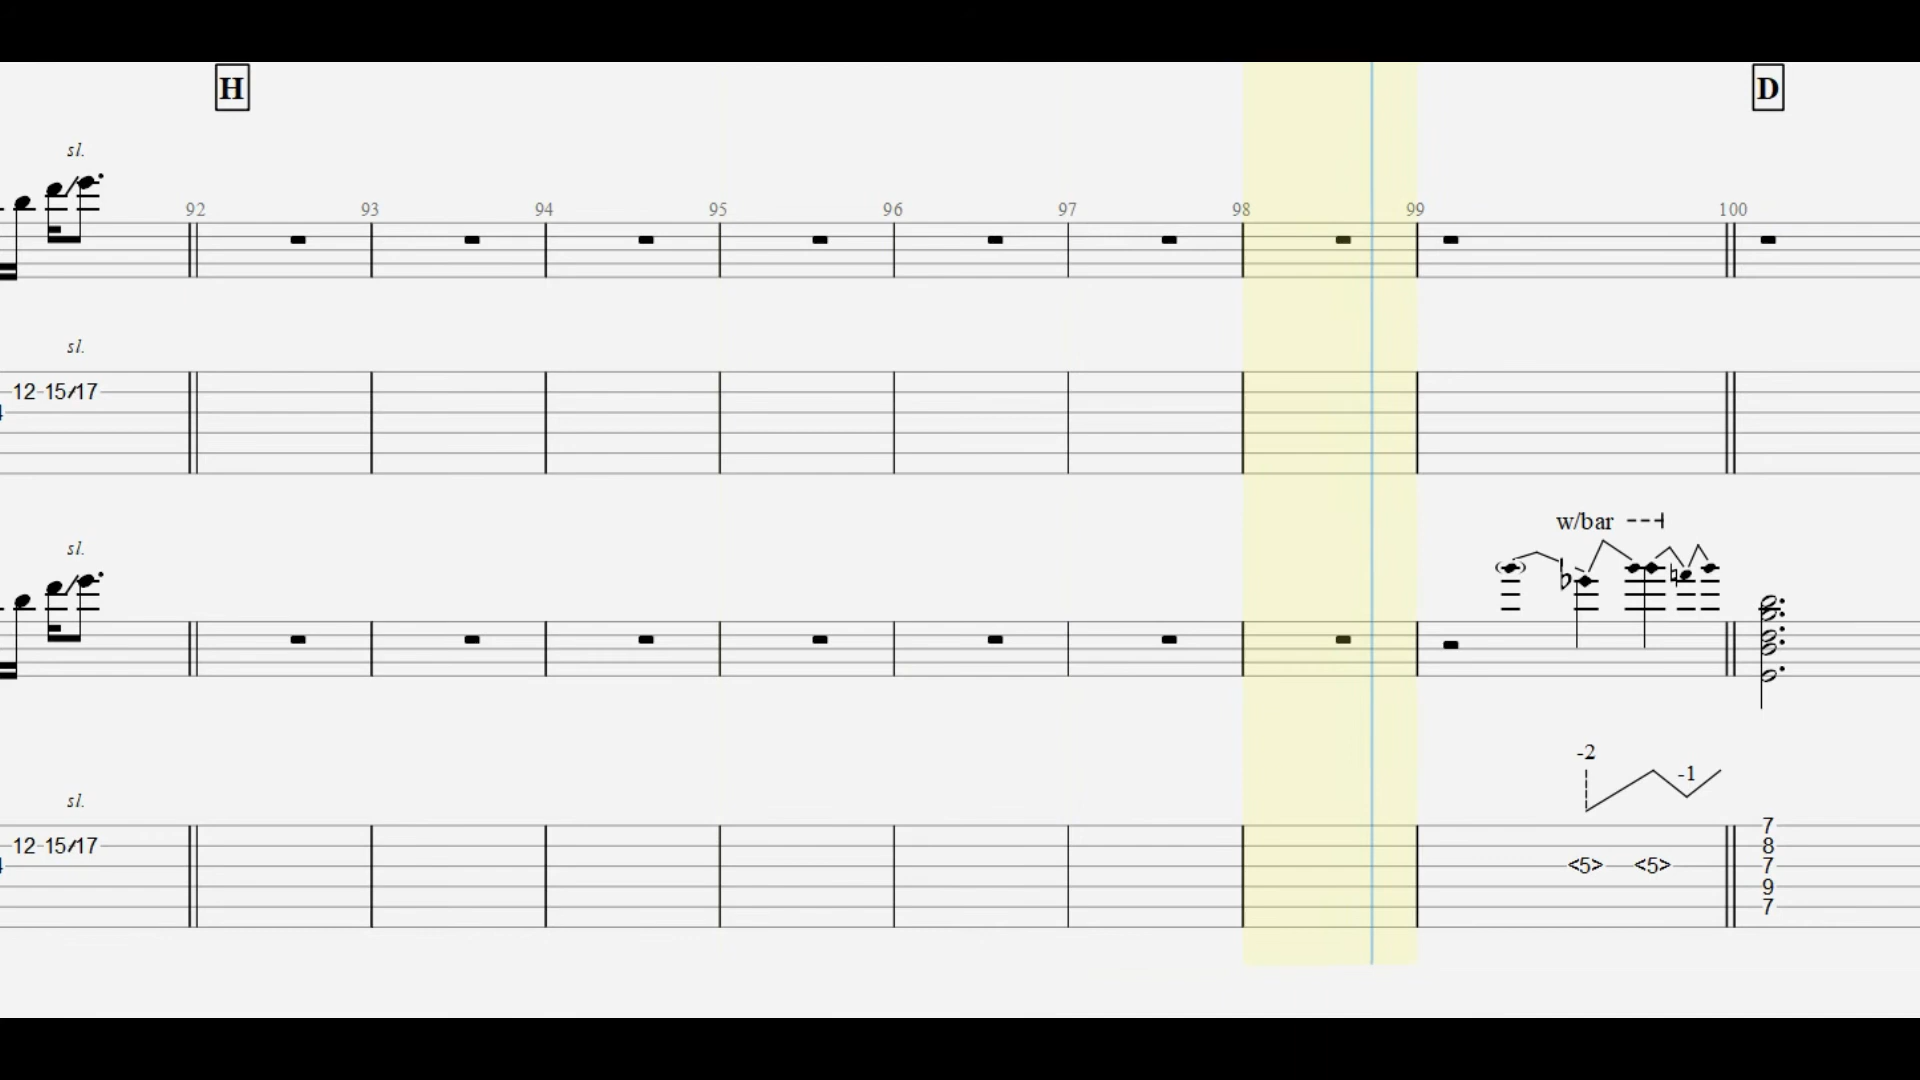 H D
sl.
92 93 94 95 96 97 98 99 100
sl.
12 15/17
w/bar
sl.
-2
-1
sl.
7
12 15/17 8
<5> <5> 7
9
7